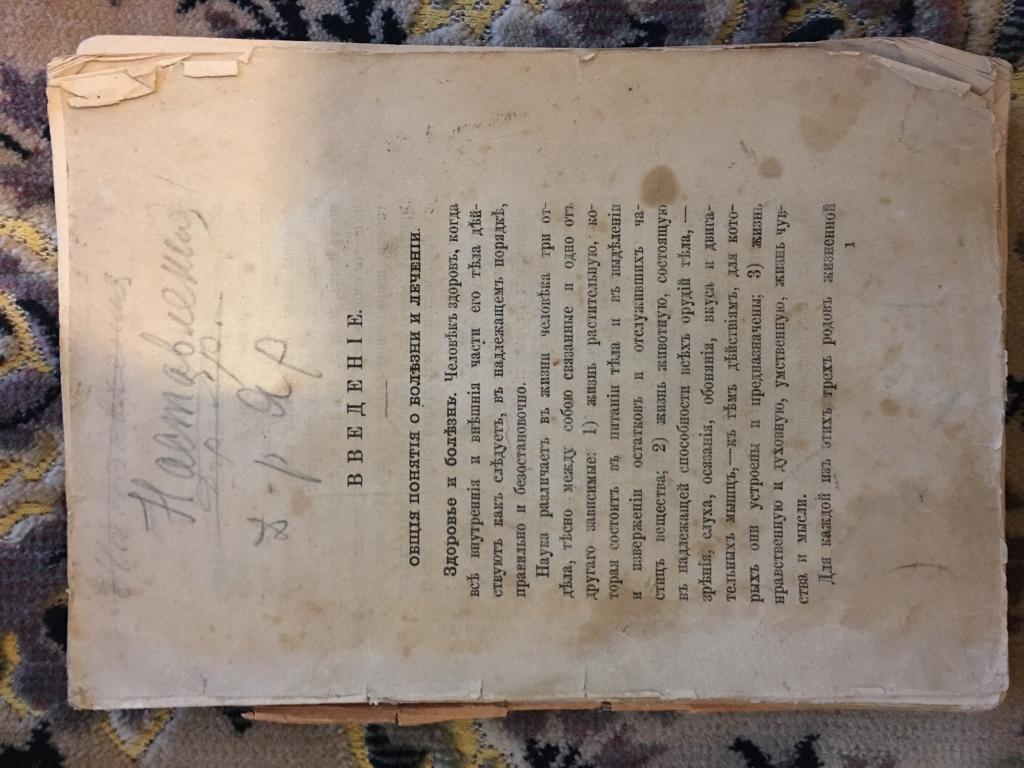 Наставления
Д р Я р
ВВЕДЕНІЕ.
ОБЩІЯ ПОНЯТІЯ О БОЛѢЗНИ И ЛЕЧЕНІИ.
Здоровье и болѣзнь. Человѣкъ здоровъ, когда
всѣ внутреннія и внѣшнія части его тѣла дѣй-
ствуютъ какъ слѣдуетъ, въ надлежащемъ порядкѣ,
правильно и безостановочно.
Наука различаетъ въ жизни человѣка три от-
дѣла, тѣсно между собою связанные и одно отъ
другаго зависимые: 1) жизнь растительную, ко-
торая состоитъ въ питаніи тѣла и въ выдѣленіи
и изверженіи остатковъ и отслужившихъ ча-
стицъ вещества; 2) жизнь животную, состоящую
въ надлежащей способности всѣхъ орудій тѣла, —
зрѣнія, слуха, осязанія, обонянія, вкуса и двига-
тельныхъ мышцъ, — къ тѣмъ дѣйствіямъ, для кото-
рыхъ они устроены и предназначены; 3) жизнь
нравственную и духовную, умственную, жизнь чув-
ства и мысли.
Для каждой изъ этихъ трехъ родовъ жизненной
1